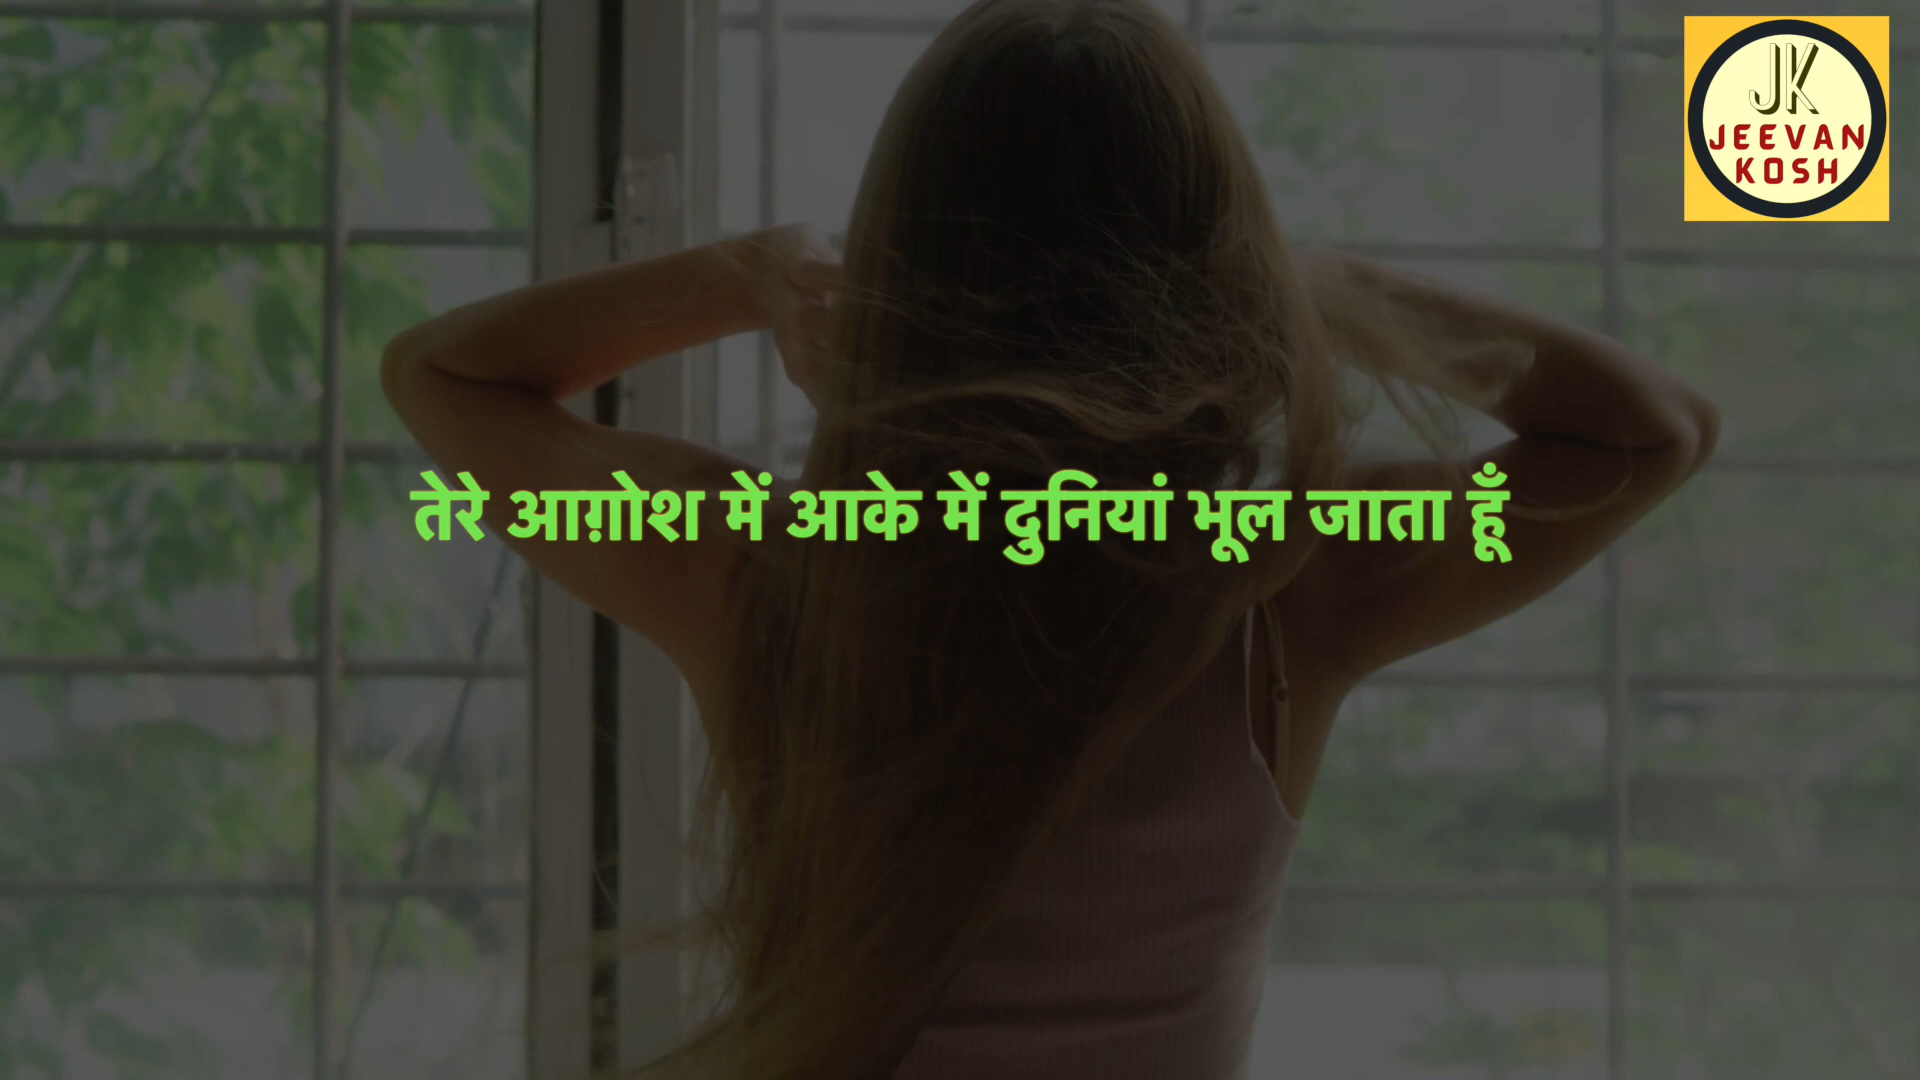 JK
JEEVAN
KOSH
तेरे आग़ोश में आके में दुनियां भूल जाता हूँ